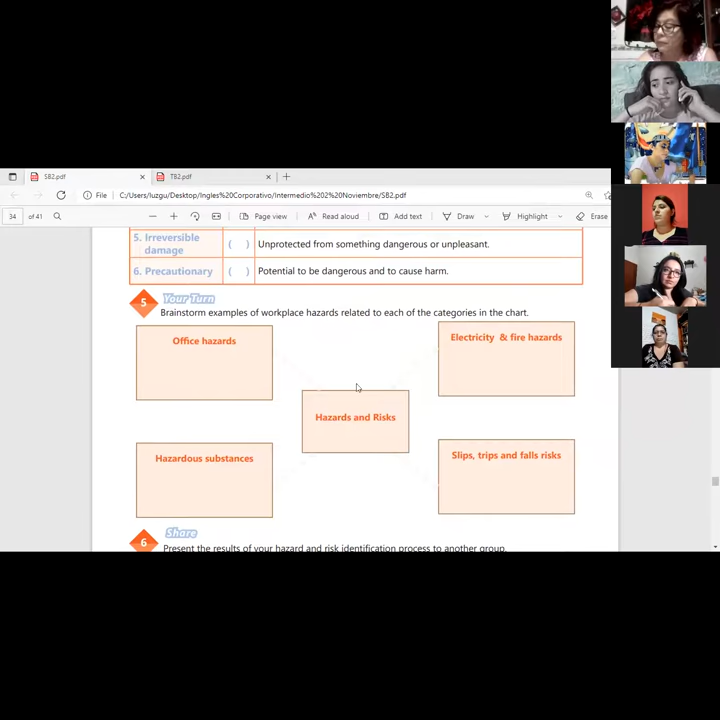 SB2.pdf
TB2.pdf
File
C:/Users/luzgu/Desktop/Ingles%20Corporativo/Intermedio%202%20Noviembre/SB2.pdf
34 of 41
Page view
Read aloud
Add text
Draw
Highlight
Erase
5. Irreversible
damage
( )
Unprotected from something dangerous or unpleasant.
6. Precautionary
( )
Potential to be dangerous and to cause harm.
5
Your Turn
Brainstorm examples of workplace hazards related to each of the categories in the chart.
Office hazards
Electricity & fire hazards
Hazards and Risks
Hazardous substances
Slips, trips and falls risks
6
Share
Present the results of your hazard and risk identification process to another group.